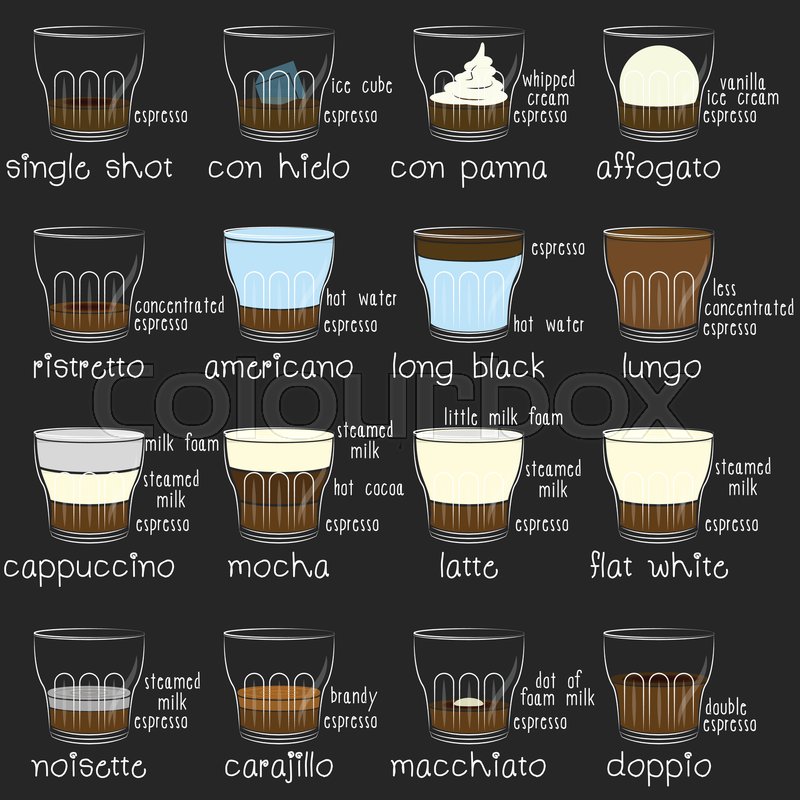 espresso
single shot
ice cube
espresso
con hielo
whipped
cream
espresso
con panna
vanilla
ice cream
espresso
affogato
concentrated
espresso
ristretto
hot water
espresso
americano
espresso
hot water
long black
less
concentrated
espresso
lungo
milk foam
steamed
milk
espresso
cappuccino
steamed
milk
hot cocoa
espresso
mocha
little milk foam
steamed
milk
espresso
latte
steamed
milk
espresso
flat white
steamed
milk
espresso
noisette
brandy
espresso
carajillo
dot of
foam milk
espresso
macchiato
double
espresso
doppio
Colourbox